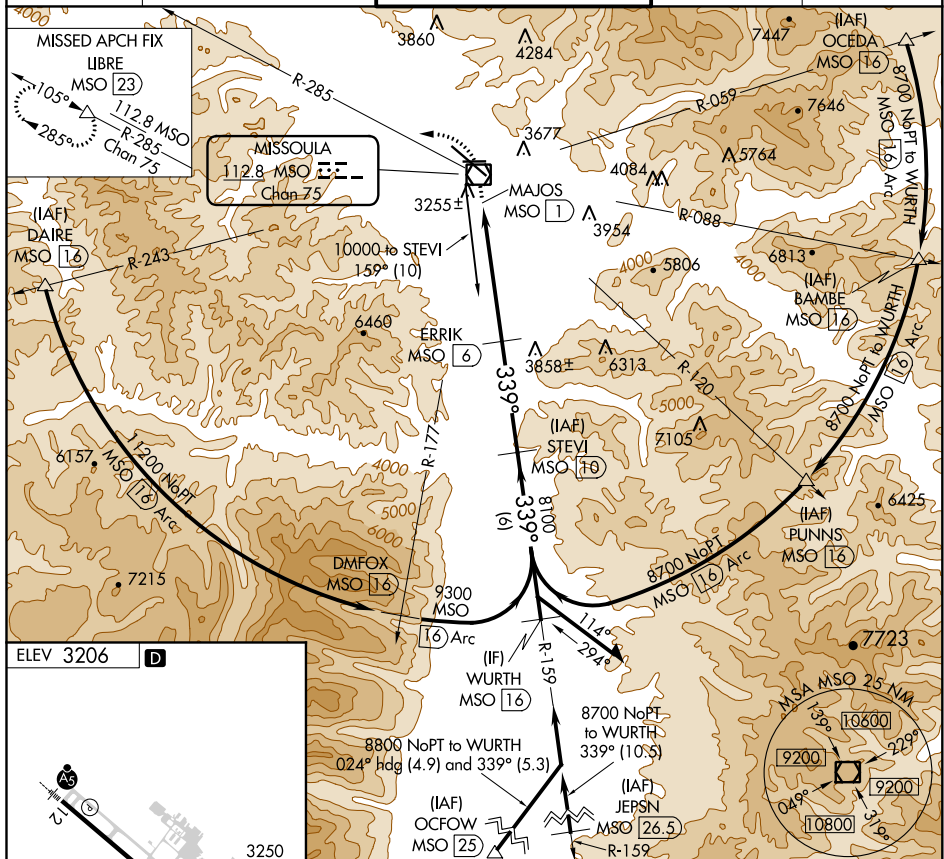 4000
3860
4284
7447
(IAF)
OCEDA
MSO 16
MISSED APCH FIX
LIBRE
MSO 23
105°
285°
112.8 MSO
R-285
Chan 75
R-285
R-059
7646
8700 NoPT to WURTH
MSO 16 Arc
3677
MISSOULA
112.8 MSO
Chan 75
5764
4084
3255±
MAJOS
MSO 1
3954
R-088
(IAF)
DAIRE
MSO 16
R-243
10000 to STEVI
159° (10)
4000
5806
4000
6813
(IAF)
BAMBE
MSO 16
6460
ERRIK
MSO 6
3858±
6313
339°
R-120
8700 NoPT to WURTH
MSO 16 Arc
5000
7105
R-177
(IAF)
STEVI
MSO 10
6157
11200 NoPT
MSO 16 Arc
4000
5000
6000
339°
(6)
8100
6425
(IAF)
PUNNS
MSO 16
7215
DMFOX
MSO 16
9300
MSO
16 Arc
8700 NoPT
MSO 16 Arc
114°
294°
7723
ELEV 3206 D
(IF)
WURTH
MSO 16
R-159
MSA MSO 25 NM
139°
10600
229°
9200
9200
049°
319°
10800
8800 NoPT to WURTH
024° hdg (4.9) and 339° (5.3)
8700 NoPT
to WURTH
339° (10.5)
(IAF)
OCFOW
MSO 25
(IAF)
JEPSN
MSO 26.5
R-159
A5
P
12
3250